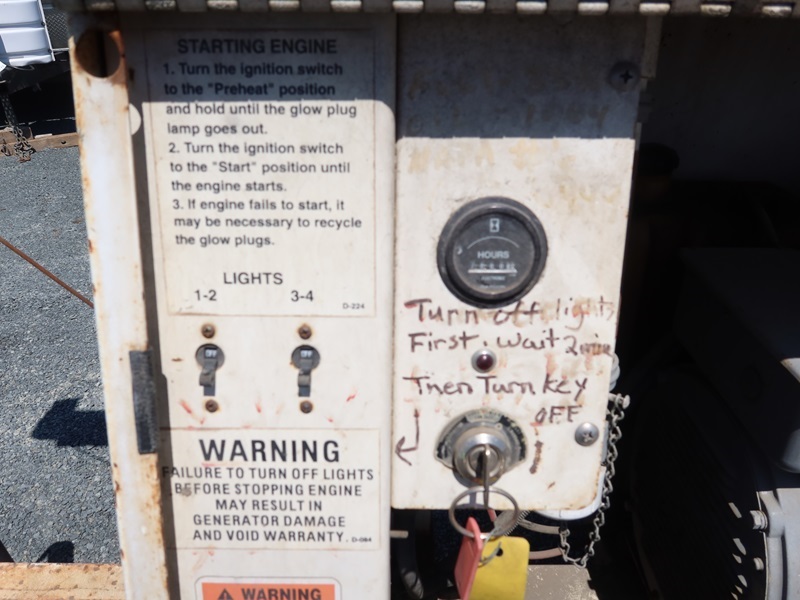 STARTING ENGINE
1. Turn the ignition switch
to the "Preheat" position
and hold until the glow plug
lamp goes out.
2. Turn the ignition switch
to the "Start" position until
the engine starts.
3. If engine fails to start, it
may be necessary to recycle
the glow plugs.
LIGHTS
1-2 3-4
D-224
OFF OFF
WARNING
FAILURE TO TURN OFF LIGHTS
BEFORE STOPPING ENGINE
MAY RESULT IN
GENERATOR DAMAGE
AND VOID WARRANTY. D-084
WARNING
HOURS
Turn off lights
First. Wait 2 min
Then Turn key
OFF